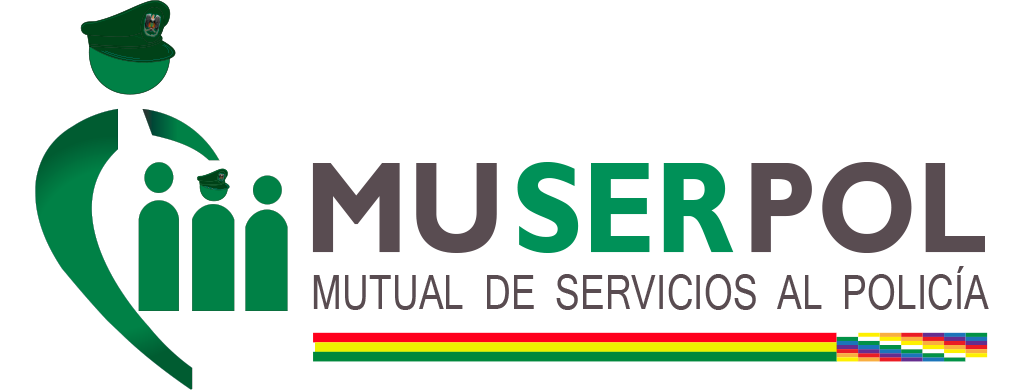 MUSERPOL
MUTUAL DE SERVICIOS AL POLICÍA